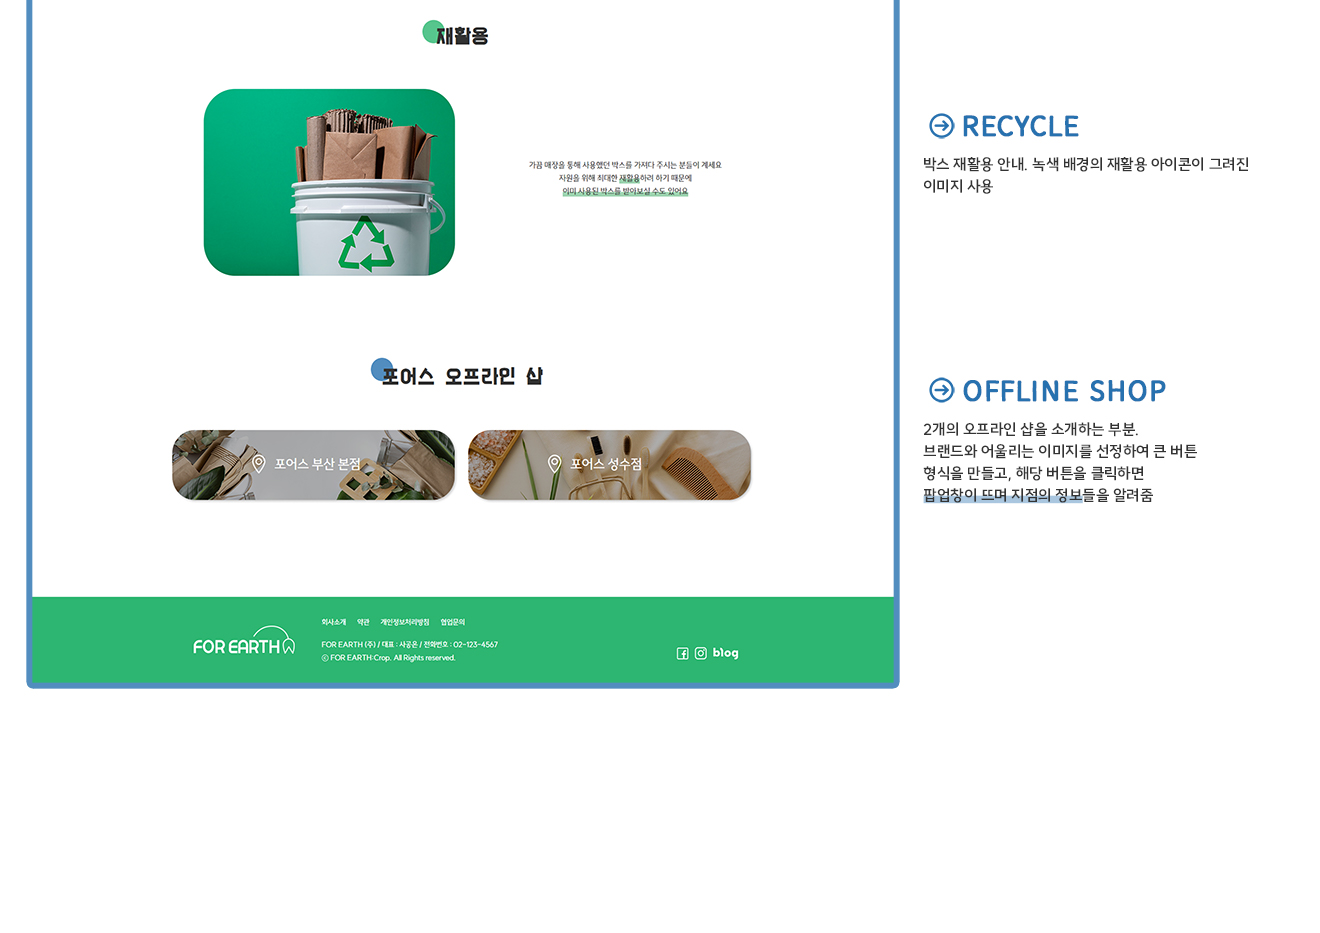 재활용
가끔 매장을 통해 사용했던 박스를 가져다 주시는 분들이 계세요
자원을 위해 최대한 재활용하려 하기 때문에
이미 사용된 박스를 받아보실 수도 있어요
RECYCLE
박스 재활용 안내. 녹색 배경의 재활용 아이콘이 그려진
이미지 사용
포어스 오프라인 샵
포어스 부산 본점
포어스 성수점
OFFLINE SHOP
2개의 오프라인 샵을 소개하는 부분.
브랜드와 어울리는 이미지를 선정하여 큰 버튼
형식을 만들고, 해당 버튼을 클릭하면
팝업창이 뜨며 지점의 정보들을 알려줌
FOR EARTH
회사소개 약관 개인정보처리방침 협업문의
FOR EARTH (주) / 대표 : 사공은 / 전화번호 : 02-123-4567
ⓒ FOR EARTH Crop. All Rights reserved.
blog